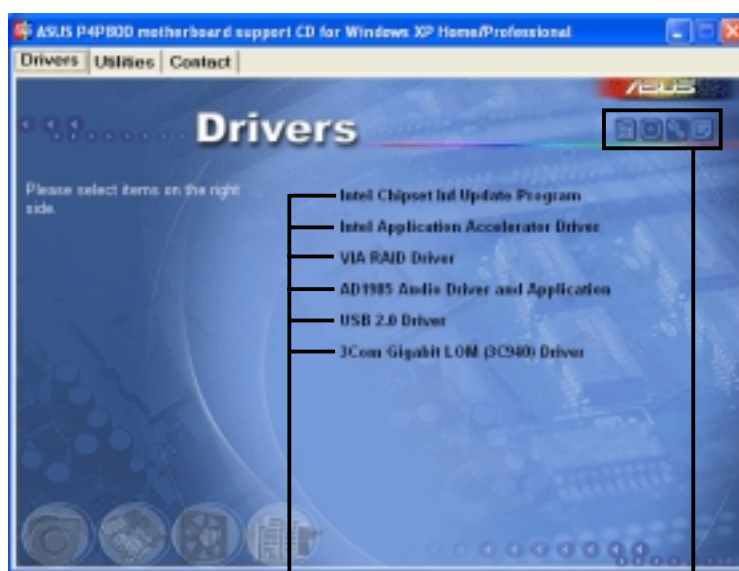 ASUS P4P800 motherboard support CD for Windows XP Home/Professional
Drivers Utilities Contact
ASUS
Drivers
Please select items on the right side.
Intel Chipset Inf Update Program
Intel Application Accelerator Driver
VIA RAID Driver
AD1985 Audio Driver and Application
USB 2.0 Driver
3Com Gigabit LOM (3C940) Driver